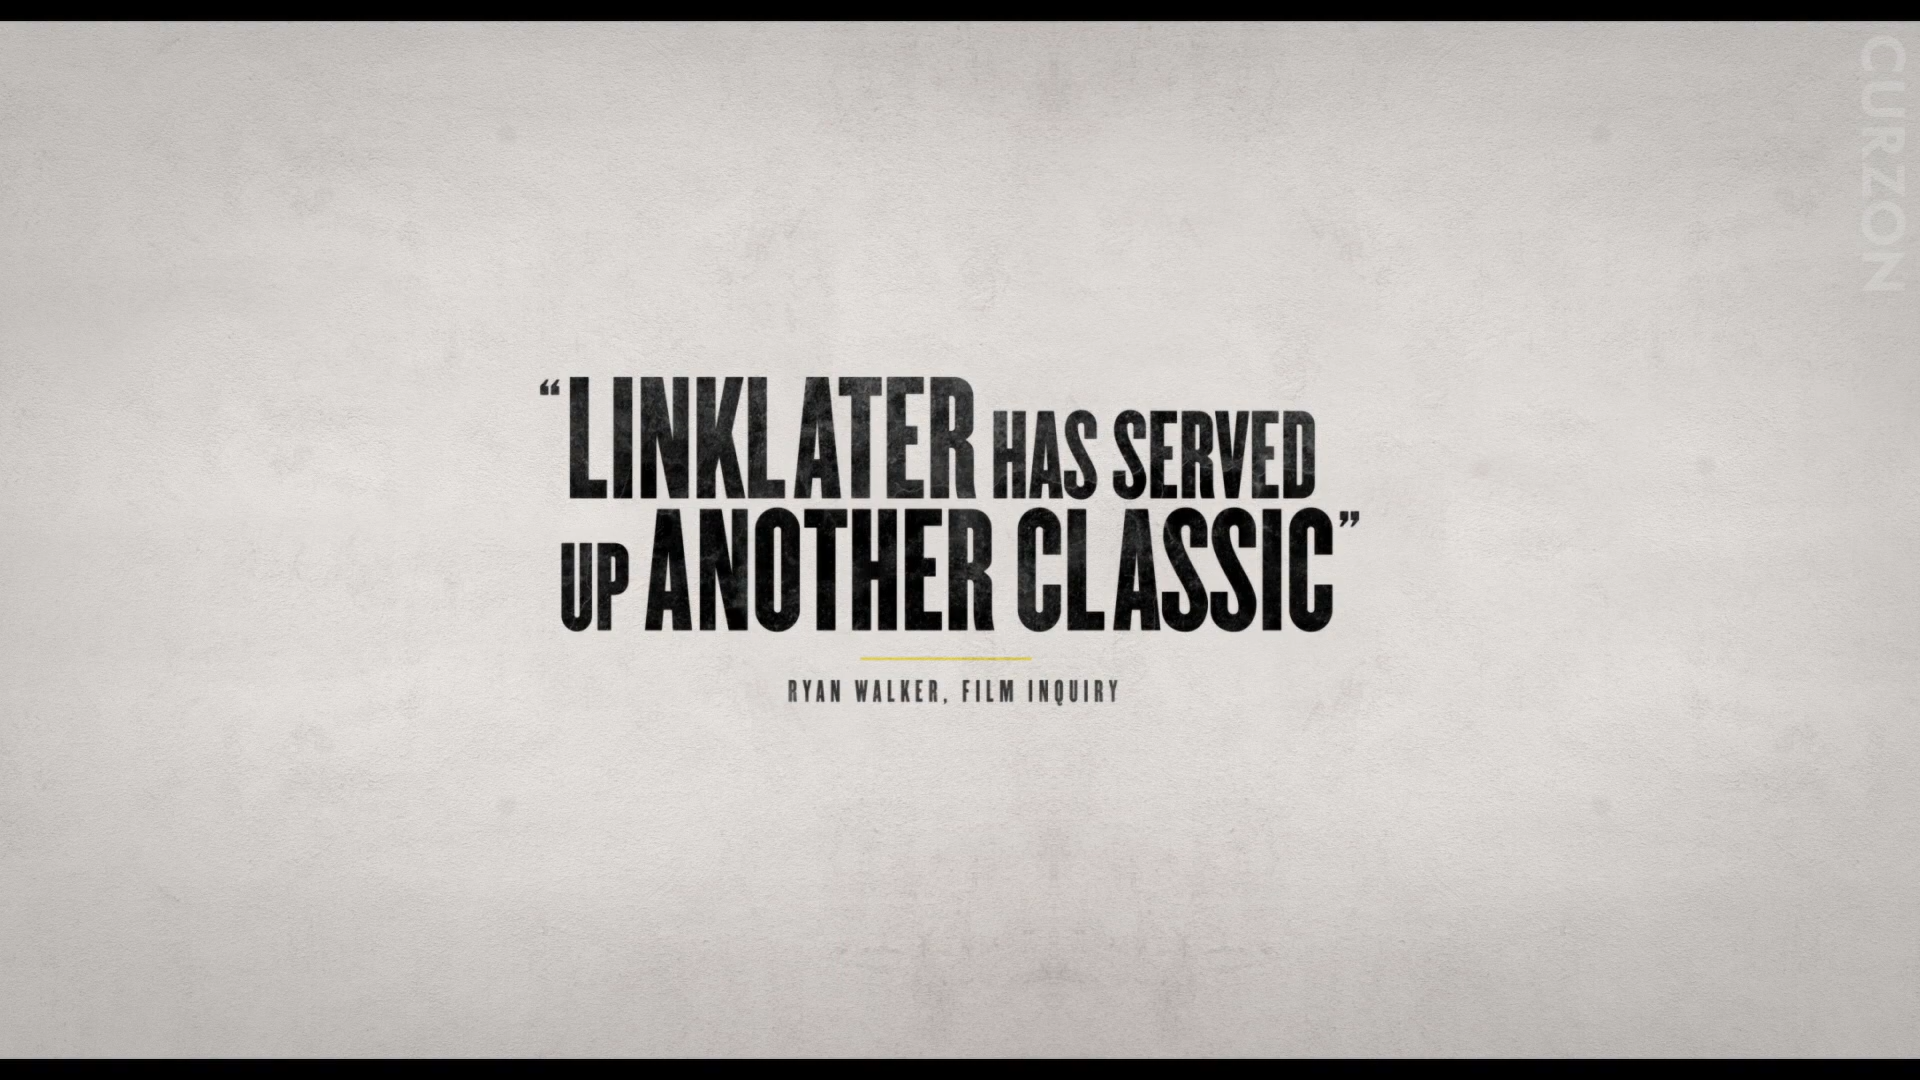 “LINKLATER HAS SERVED
UP ANOTHER CLASSIC”
RYAN WALKER, FILM INQUIRY
CURZON